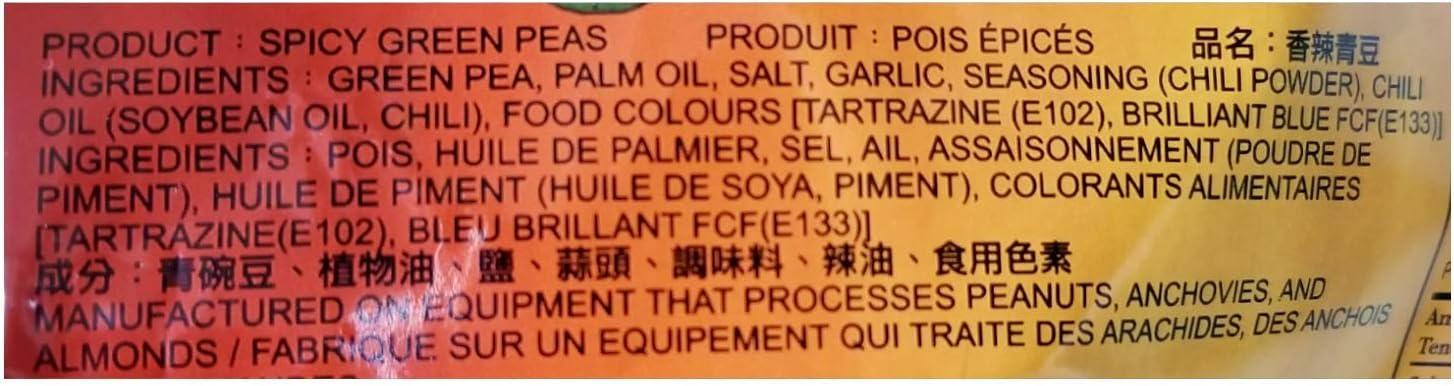 PRODUCT : SPICY GREEN PEAS PRODUIT : POIS ÉPICÉS 品名：香辣青豆
INGREDIENTS : GREEN PEA, PALM OIL, SALT, GARLIC, SEASONING (CHILI POWDER), CHILI
OIL (SOYBEAN OIL, CHILI), FOOD COLOURS [TARTRAZINE (E102), BRILLIANT BLUE FCF(E133)]
INGREDIENTS : POIS, HUILE DE PALMIER, SEL, AIL, ASSAISONNEMENT (POUDRE DE
PIMENT), HUILE DE PIMENT (HUILE DE SOYA, PIMENT), COLORANTS ALIMENTAIRES
[TARTRAZINE(E102), BLEU BRILLANT FCF(E133)]
成分：青碗豆、植物油、鹽、蒜頭、調味料、辣油、食用色素
MANUFACTURED ON EQUIPMENT THAT PROCESSES PEANUTS, ANCHOVIES, AND
ALMONDS / FABRIQUE SUR UN EQUIPEMENT QUI TRAITE DES ARACHIDES, DES ANCHOIS